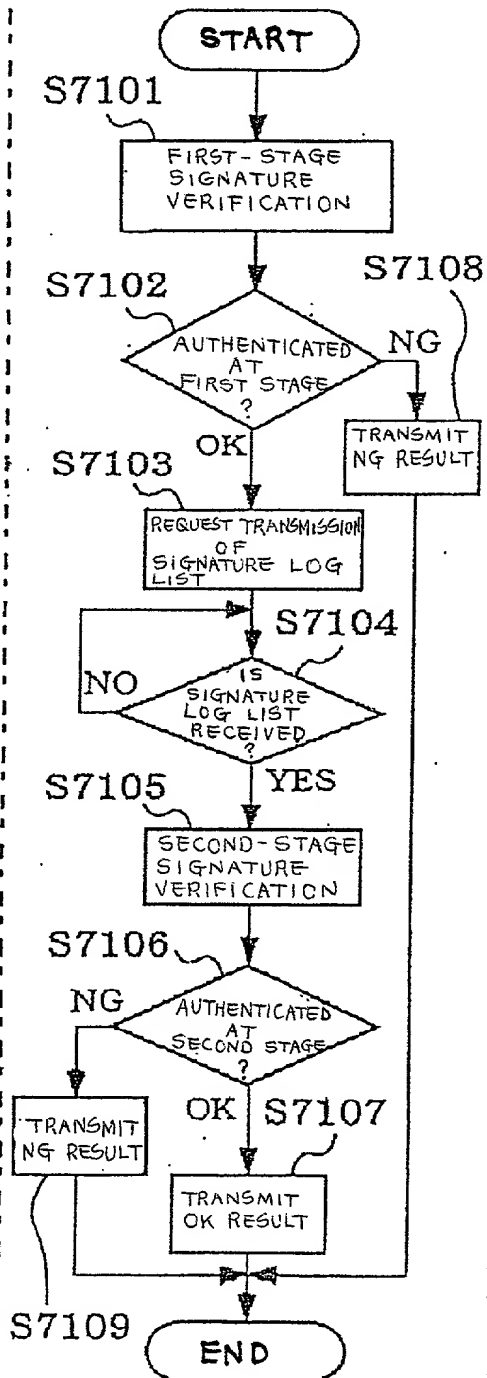 START
S7101
FIRST-STAGE
SIGNATURE
VERIFICATION
S7108
S7102
AUTHENTICATED
AT
FIRST STAGE
?
NG
OK
TRANSMIT
NG RESULT
S7103
REQUEST TRANSMISSION
OF
SIGNATURE LOG
LIST
S7104
NO
IS
SIGNATURE
LOG LIST
RECEIVED
?
YES
S7105
SECOND-STAGE
SIGNATURE
VERIFICATION
S7106
NG
AUTHENTICATED
AT
SECOND STAGE
?
OK
S7107
TRANSMIT
NG RESULT
TRANSMIT
OK RESULT
S7109
END